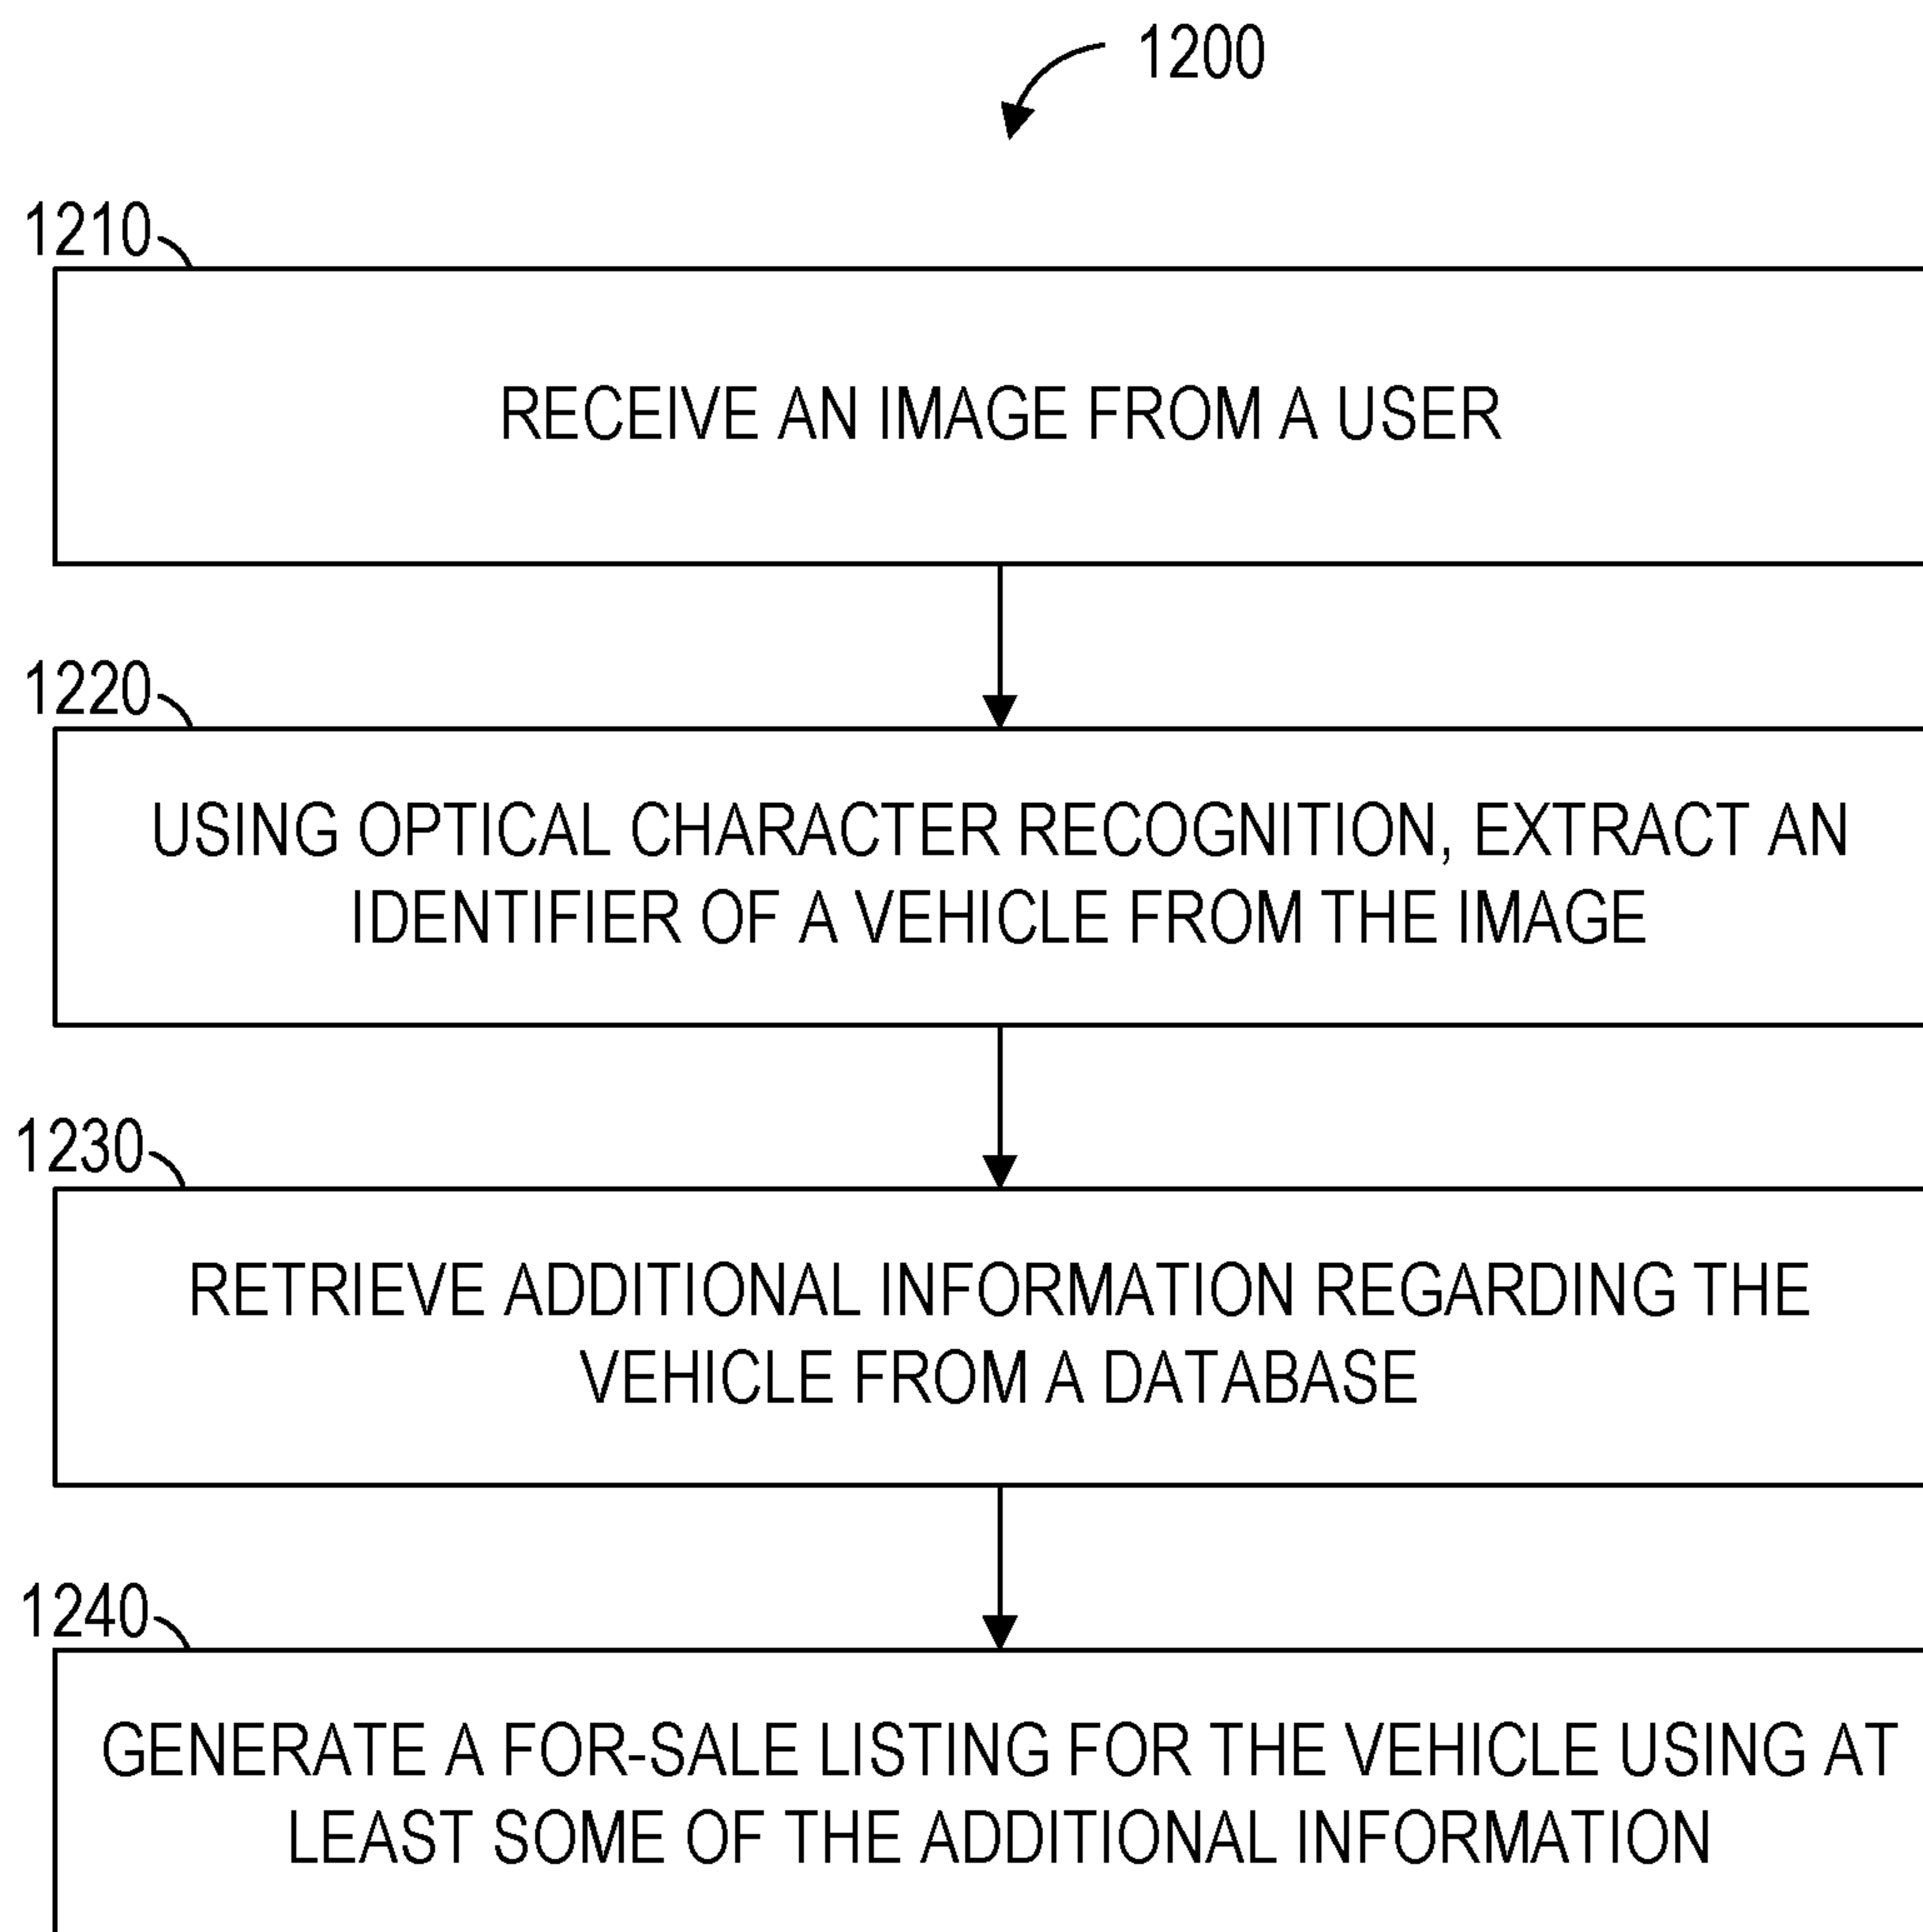 1200
1210
RECEIVE AN IMAGE FROM A USER
1220
USING OPTICAL CHARACTER RECOGNITION, EXTRACT AN
IDENTIFIER OF A VEHICLE FROM THE IMAGE
1230
RETRIEVE ADDITIONAL INFORMATION REGARDING THE
VEHICLE FROM A DATABASE
1240
GENERATE A FOR-SALE LISTING FOR THE VEHICLE USING AT
LEAST SOME OF THE ADDITIONAL INFORMATION